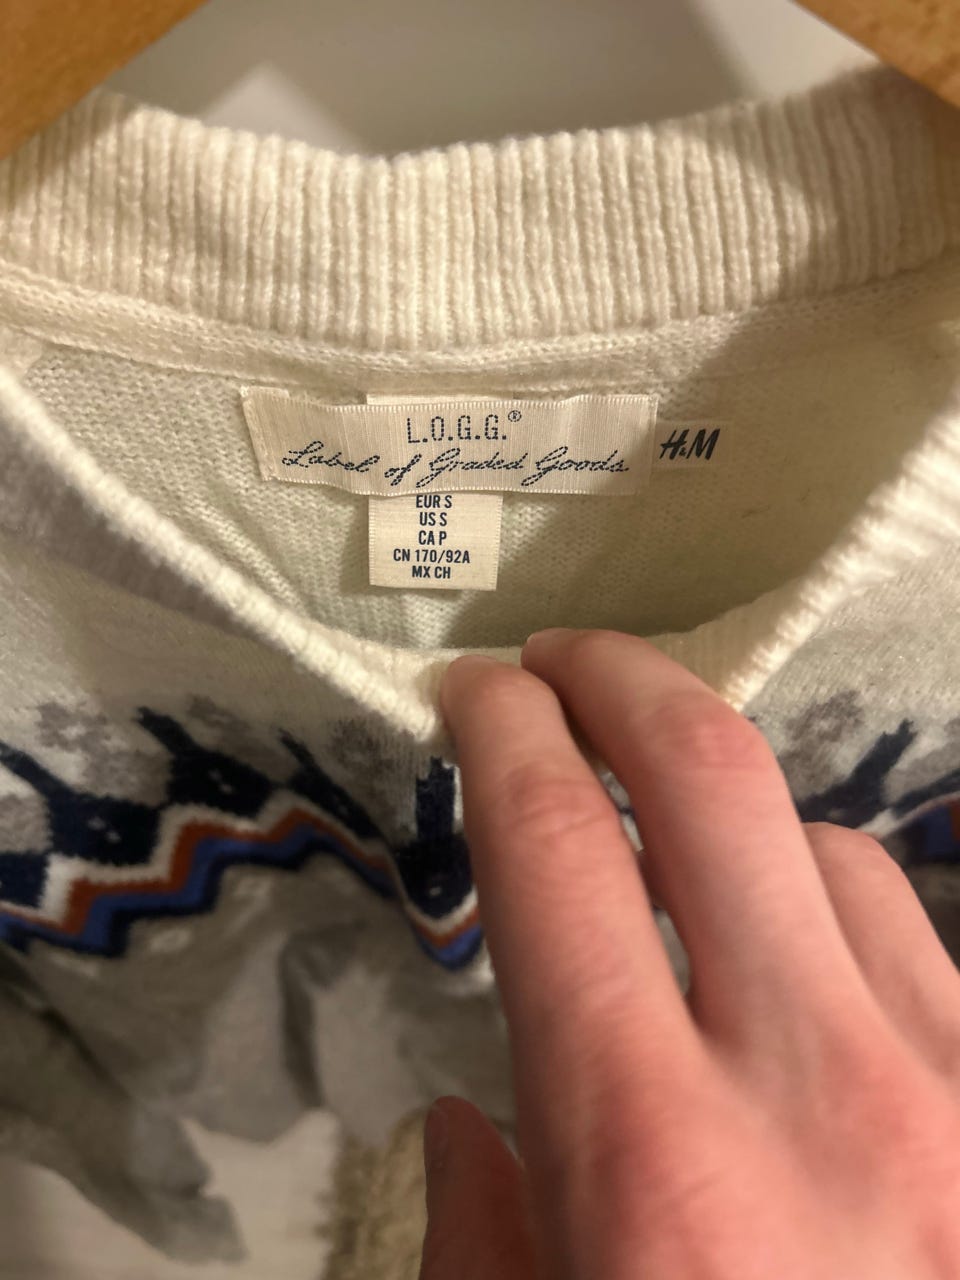 L.O.G.G.®
Label of Graded Goods
H&M
EUR S
US S
CA P
CN 170/92A
MX CH